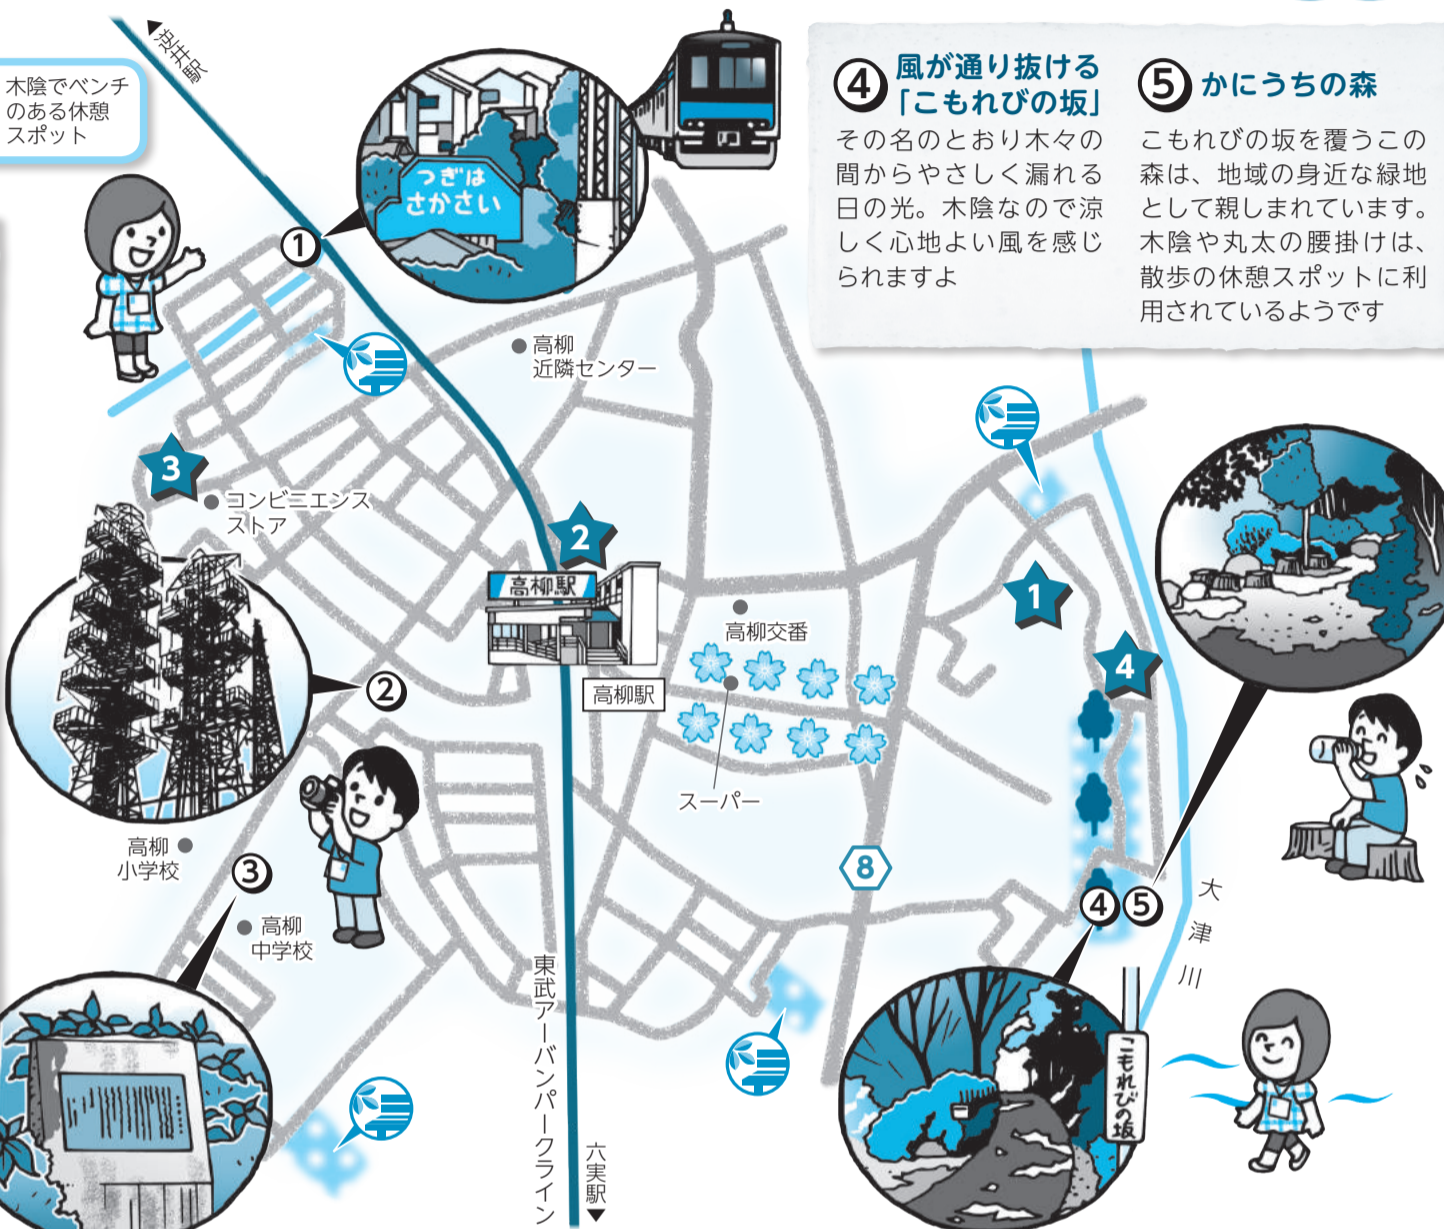 ▲逆井駅
木陰でベンチ
のある休憩
スポット
①
つぎは
さかさい
④ 風が通り抜ける
「こもれびの坂」
その名のとおり木々の
間からやさしく漏れる
日の光。木陰なので涼
しく心地よい風を感じ
られますよ
⑤ かにうちの森
こもれびの坂を覆うこの
森は、地域の身近な緑地
として親しまれています。
木陰や丸太の腰掛けは、
散歩の休憩スポットに利
用されているようです
高柳
近隣センター
3
コンビニエンス
ストア
2
高柳駅
高柳駅
1
高柳交番
4
②
スーパー
高柳
小学校
③
高柳
中学校
8
④
⑤
大津川
東武アーバンパークライン
六実駅▼
こもれびの坂